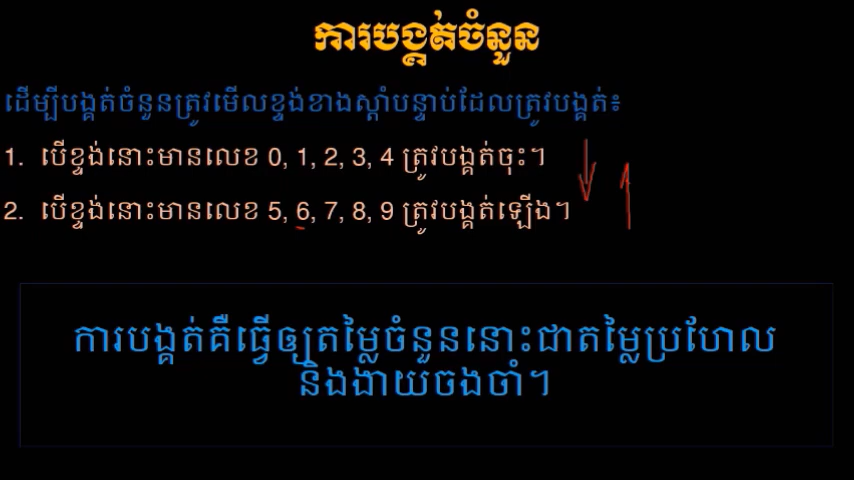 ការបង្គត់ចំនួន
ដើម្បីបង្គត់ចំនួនត្រូវមើលខ្ទង់ខាងស្ដាំបន្ទាប់ដែលត្រូវបង្គត់៖
1. បើខ្ទង់នោះមានលេខ 0, 1, 2, 3, 4 ត្រូវបង្គត់ចុះ។
2. បើខ្ទង់នោះមានលេខ 5, 6, 7, 8, 9 ត្រូវបង្គត់ឡើង។
ការបង្គត់គឺធ្វើឲ្យតម្លៃចំនួននោះជាតម្លៃប្រហែល
និងងាយចងចាំ។